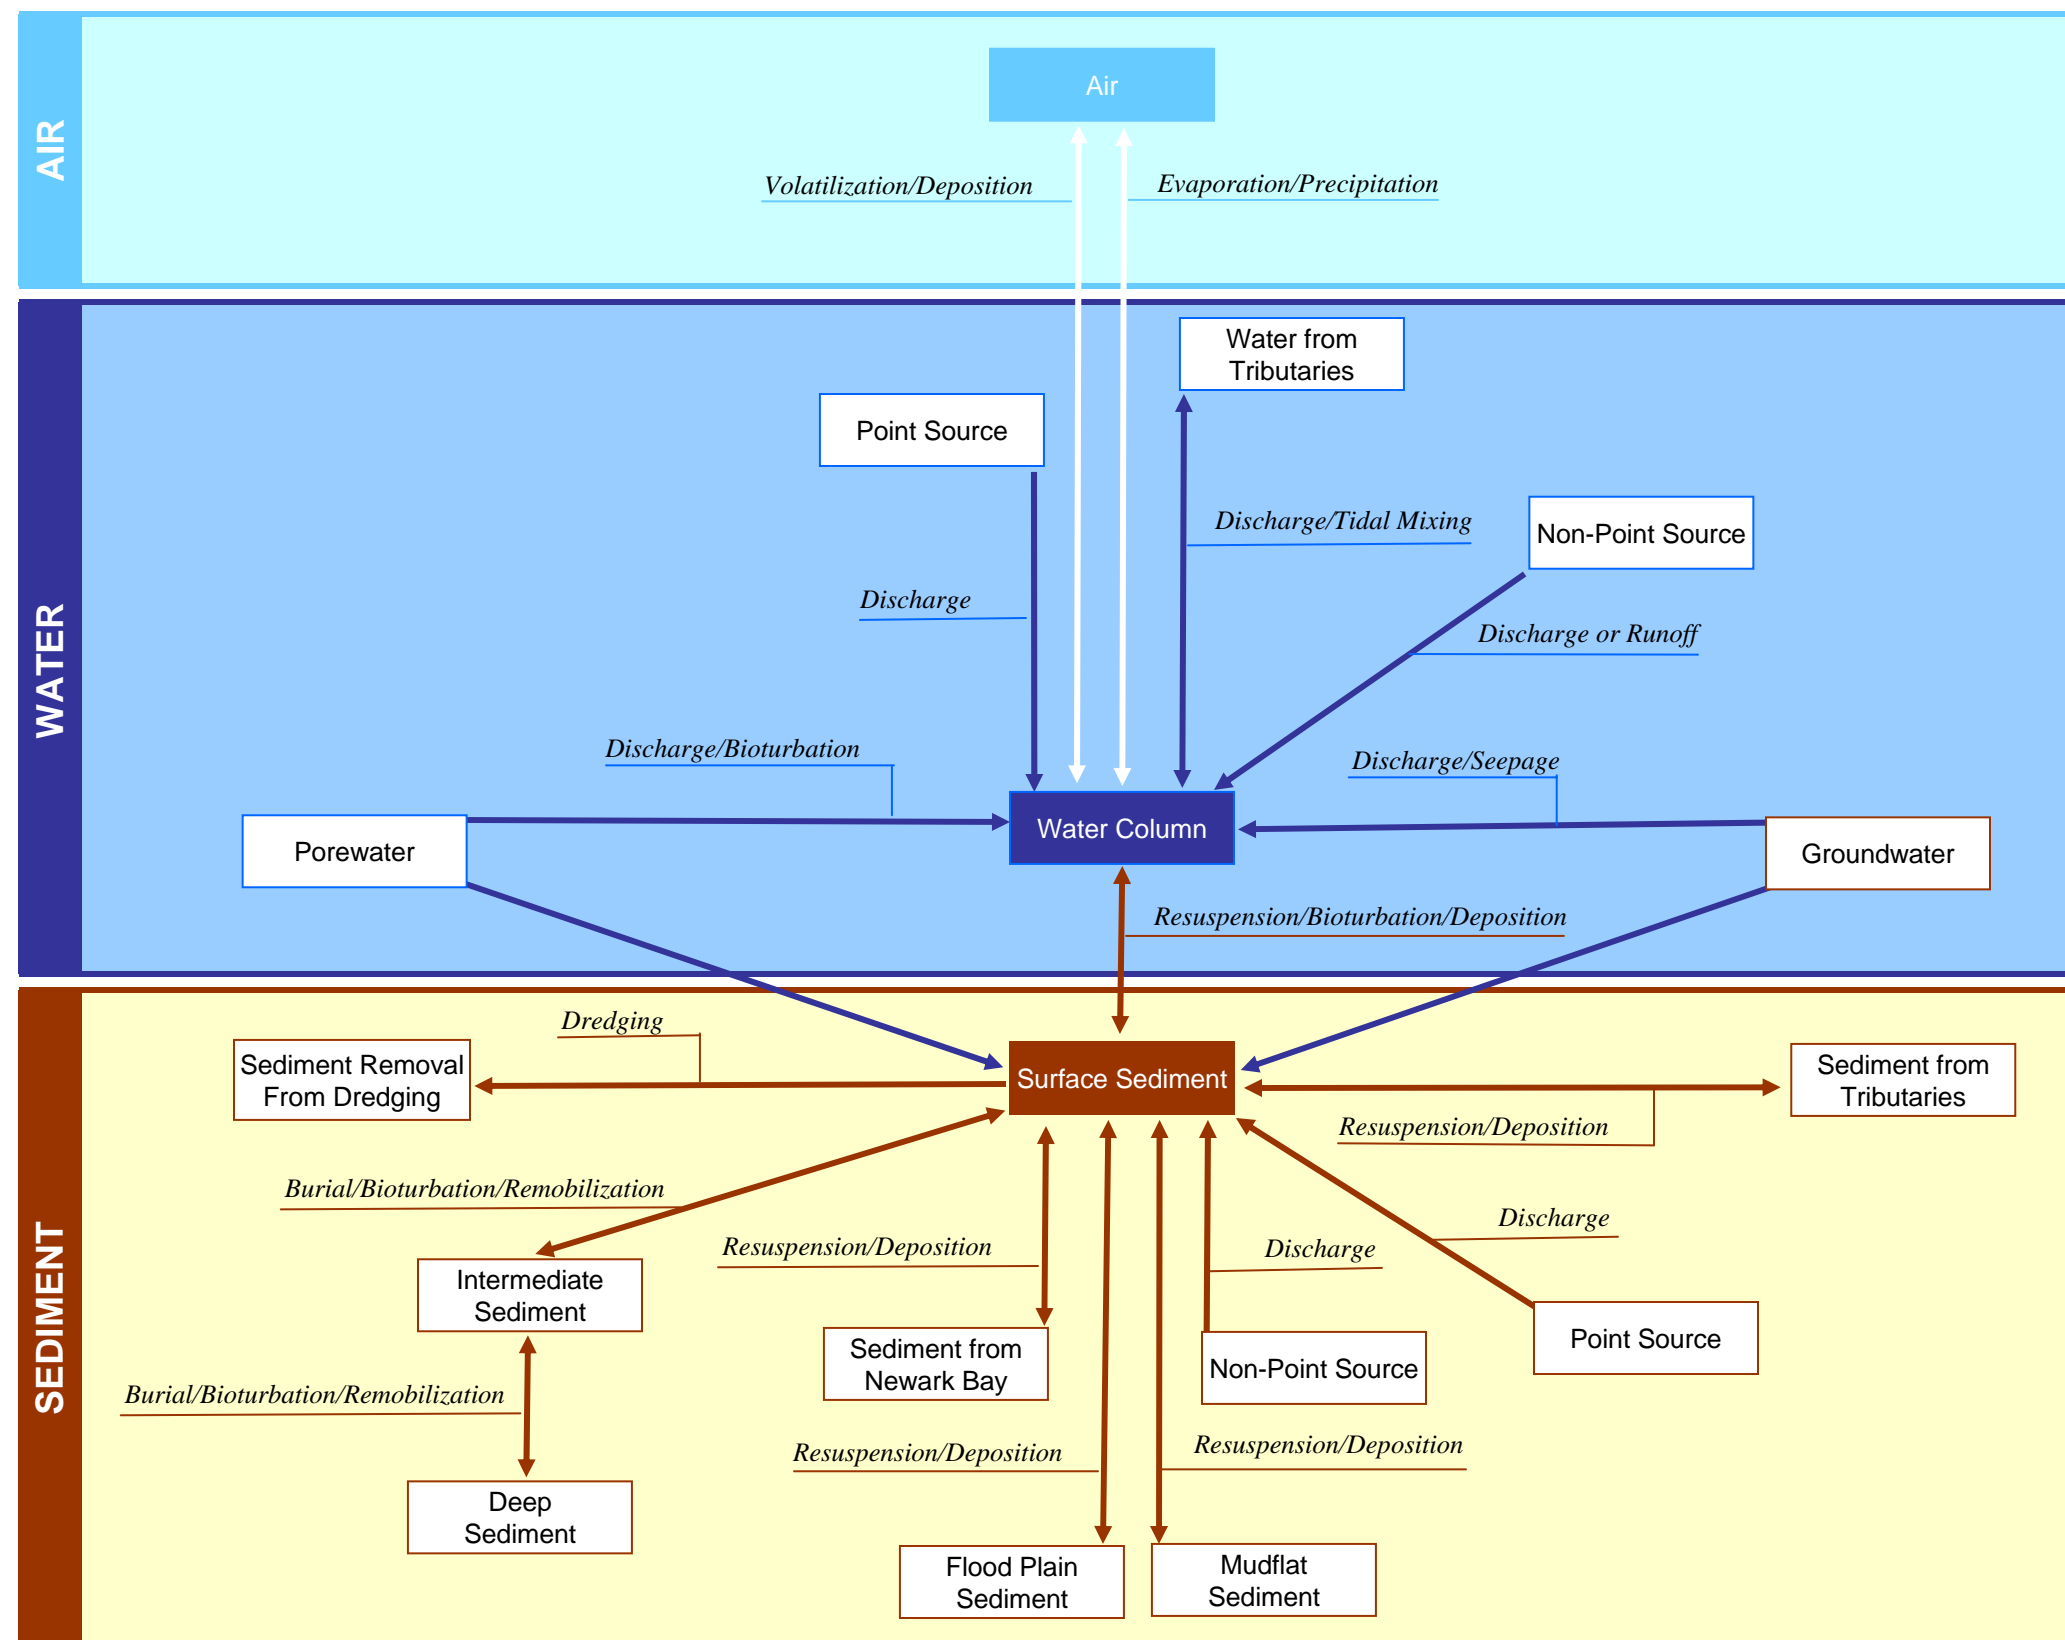 AIR
Air
Volatilization/Deposition
Evaporation/Precipitation
WATER
Water from
Tributaries
Point Source
Discharge/Tidal Mixing
Non-Point Source
Discharge
Discharge or Runoff
Discharge/Bioturbation
Discharge/Seepage
Porewater
Water Column
Groundwater
Resuspension/Bioturbation/Deposition
SEDIMENT
Dredging
Sediment Removal
From Dredging
Surface Sediment
Sediment from
Tributaries
Resuspension/Deposition
Burial/Bioturbation/Remobilization
Discharge
Resuspension/Deposition
Discharge
Intermediate
Sediment
Sediment from
Newark Bay
Non-Point Source
Point Source
Burial/Bioturbation/Remobilization
Resuspension/Deposition
Resuspension/Deposition
Deep
Sediment
Flood Plain
Sediment
Mudflat
Sediment